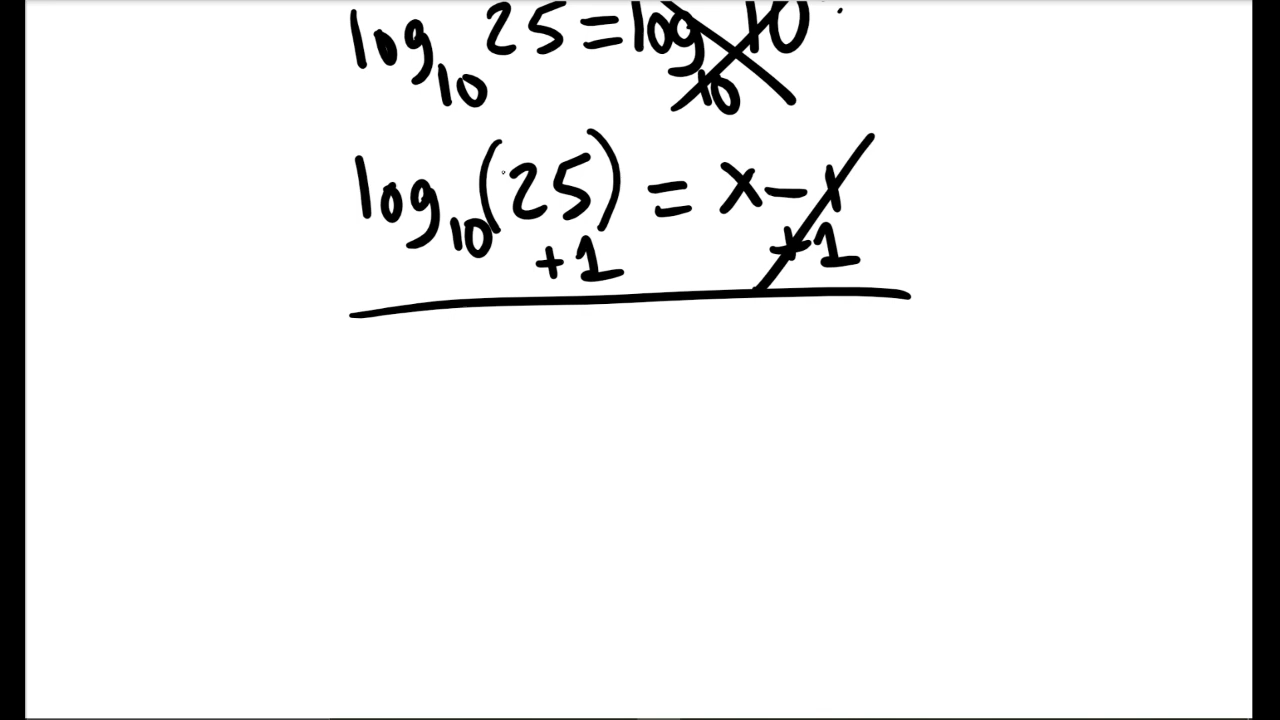 log₁₀ 25 = log₁₀ 10
log₁₀(25) = x - 1
+1 +1